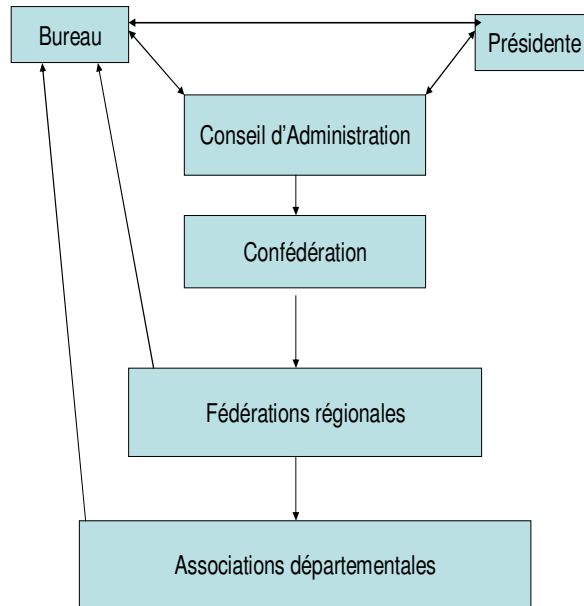 Bureau
Présidente
Conseil d'Administration
Confédération
Fédérations régionales
Associations départementales